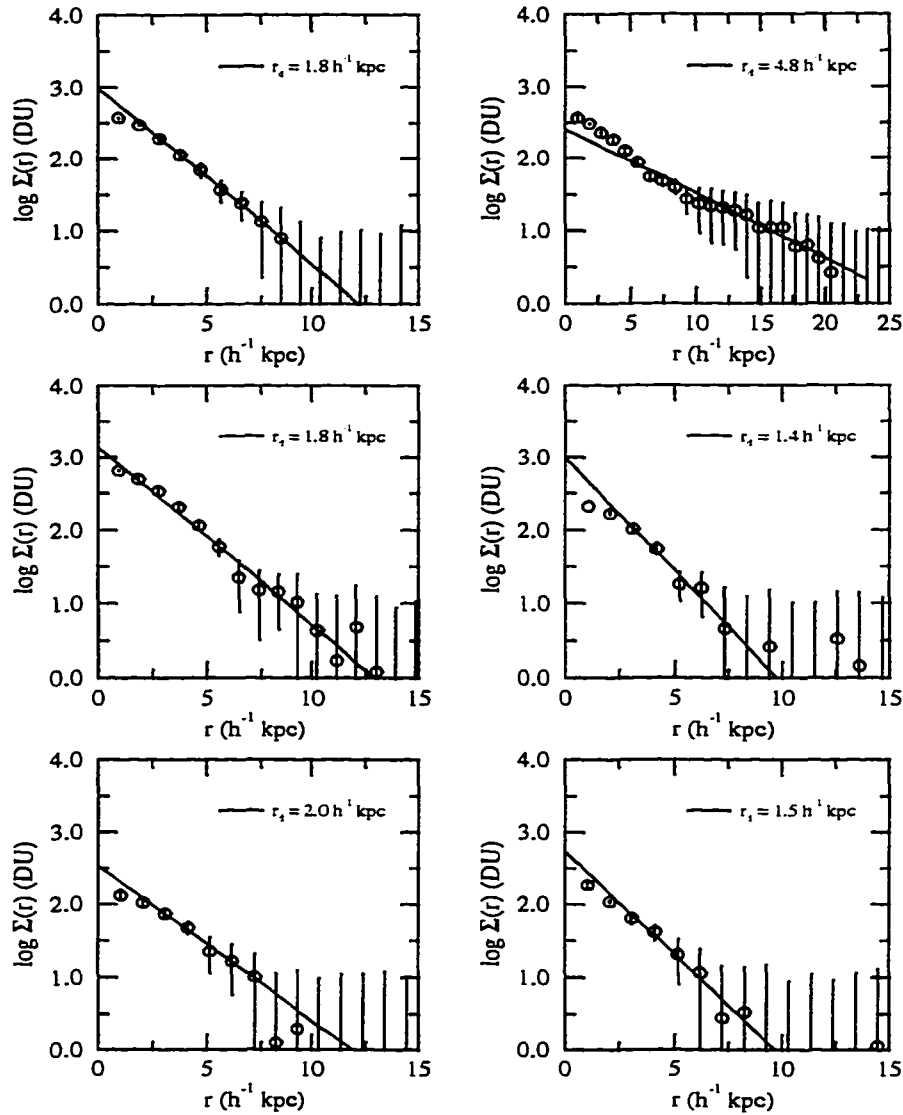 4.0
3.0
2.0
1.0
0.0
log Σ(r) (DU)
r_d = 1.8 h⁻¹ kpc
0 5 10 15
r (h⁻¹ kpc)
4.0
3.0
2.0
1.0
0.0
log Σ(r) (DU)
r_d = 4.8 h⁻¹ kpc
0 5 10 15 20 25
r (h⁻¹ kpc)
4.0
3.0
2.0
1.0
0.0
log Σ(r) (DU)
r_d = 1.8 h⁻¹ kpc
0 5 10 15
r (h⁻¹ kpc)
4.0
3.0
2.0
1.0
0.0
log Σ(r) (DU)
r_d = 1.4 h⁻¹ kpc
0 5 10 15
r (h⁻¹ kpc)
4.0
3.0
2.0
1.0
0.0
log Σ(r) (DU)
r_d = 2.0 h⁻¹ kpc
0 5 10 15
r (h⁻¹ kpc)
4.0
3.0
2.0
1.0
0.0
log Σ(r) (DU)
r_d = 1.5 h⁻¹ kpc
0 5 10 15
r (h⁻¹ kpc)